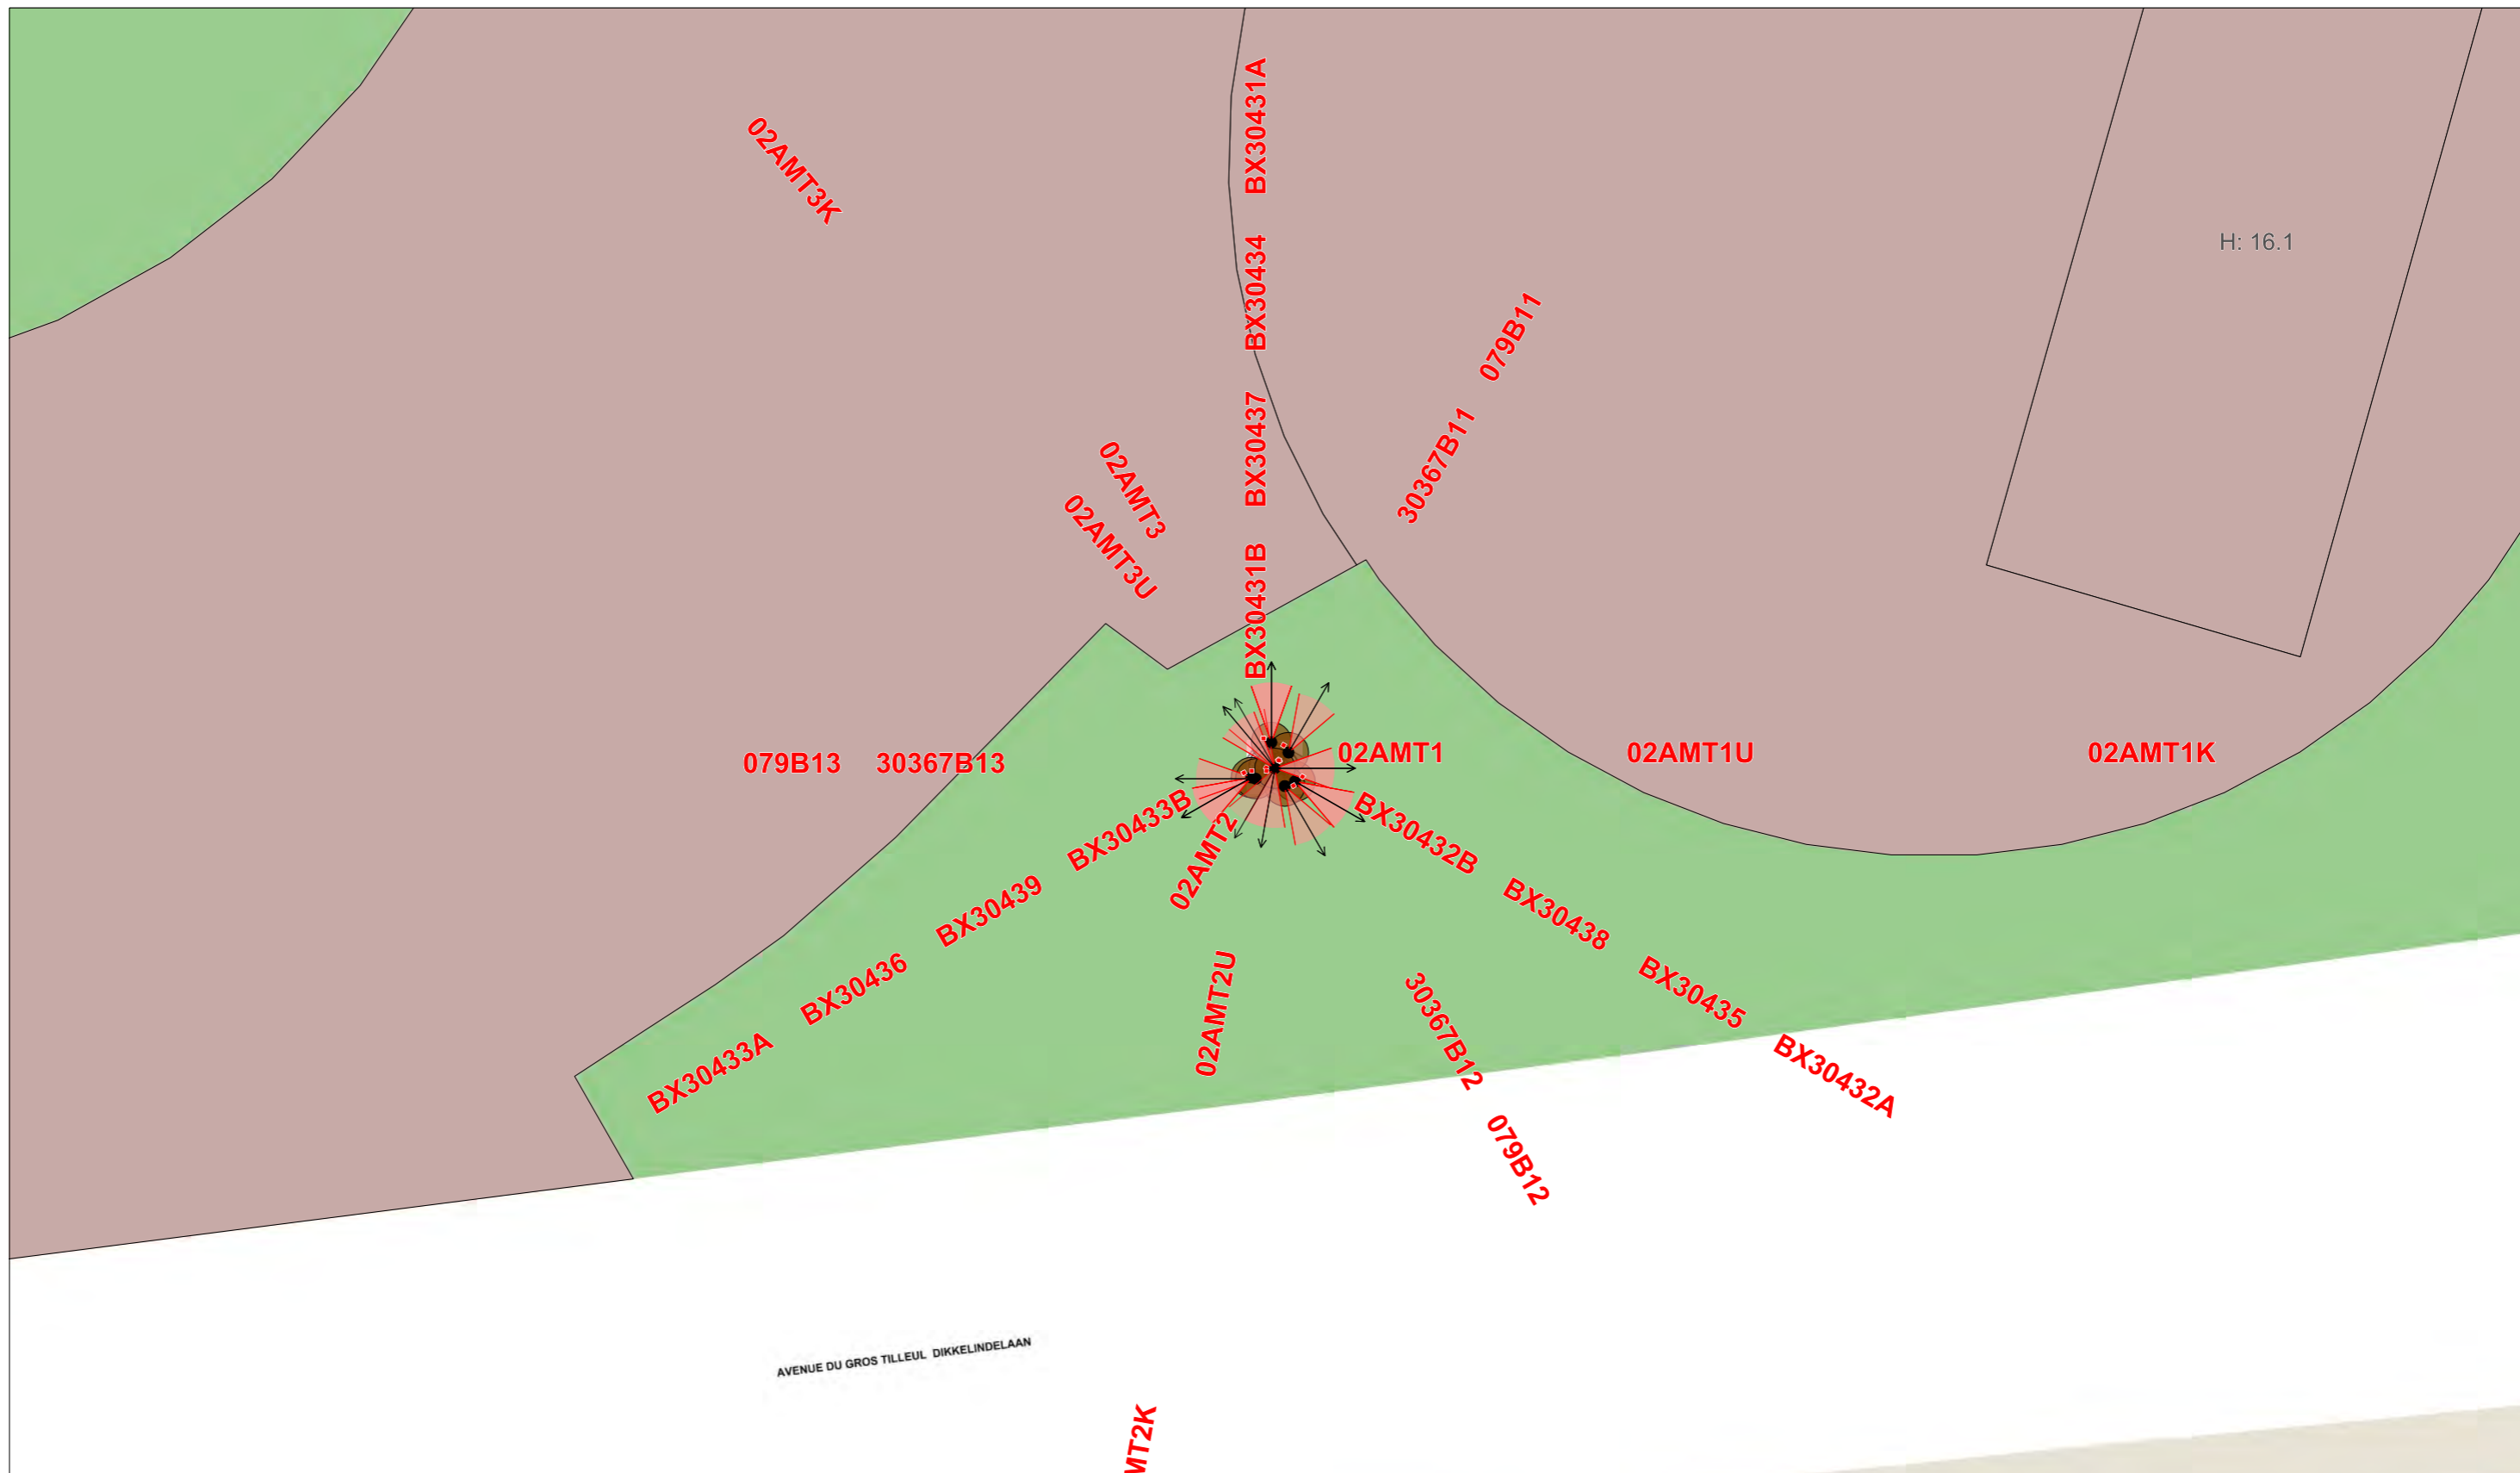 BX30431A
02AMT3K
H: 16.1
BX30434
079B11
BX30437
30367B11
02AMT3
02AMT3U
BX30431B
02AMT1
02AMT1U
02AMT1K
079B13 30367B13
BX30433B
BX30432B
02AMT2
BX30439
BX30438
BX30436
BX30435
02AMT2U
30367B12
BX30433A
BX30432A
079B12
AVENUE DU GROS TILLEUL DIKKELINDELAAN
MT2K